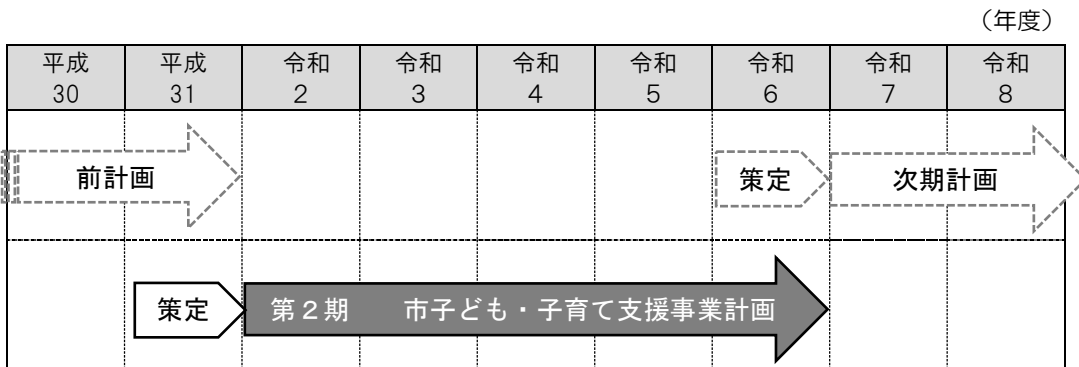 （年度）
平成 平成 令和 令和 令和 令和 令和 令和 令和
30 31 2 3 4 5 6 7 8
前計画 策定 次期計画
策定 第２期　　市子ども・子育て支援事業計画